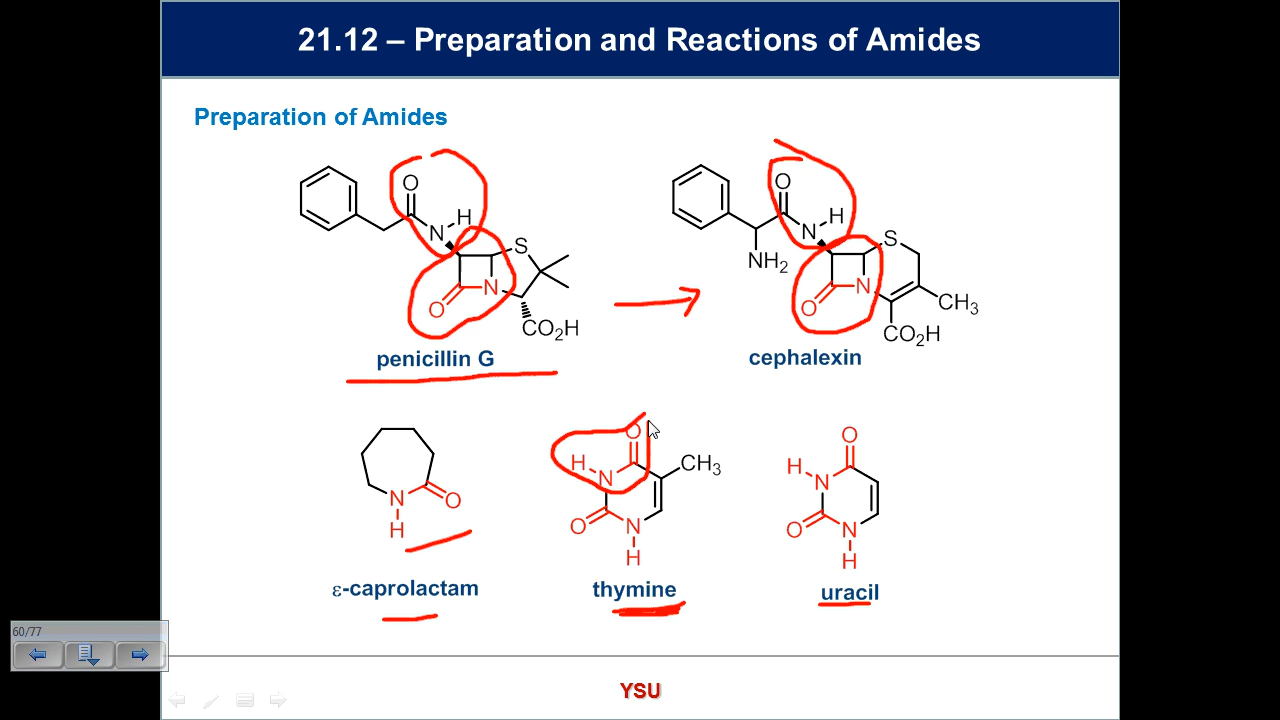 21.12 – Preparation and Reactions of Amides
Preparation of Amides
O
H
N
S
N
O
CO₂H
penicillin G
O
H
N
NH₂
S
N
O
CH₃
CO₂H
cephalexin
N
H
O
ε-caprolactam
O
H
N
CH₃
O
N
H
thymine
O
H
N
O
N
H
uracil
60/77
YSU